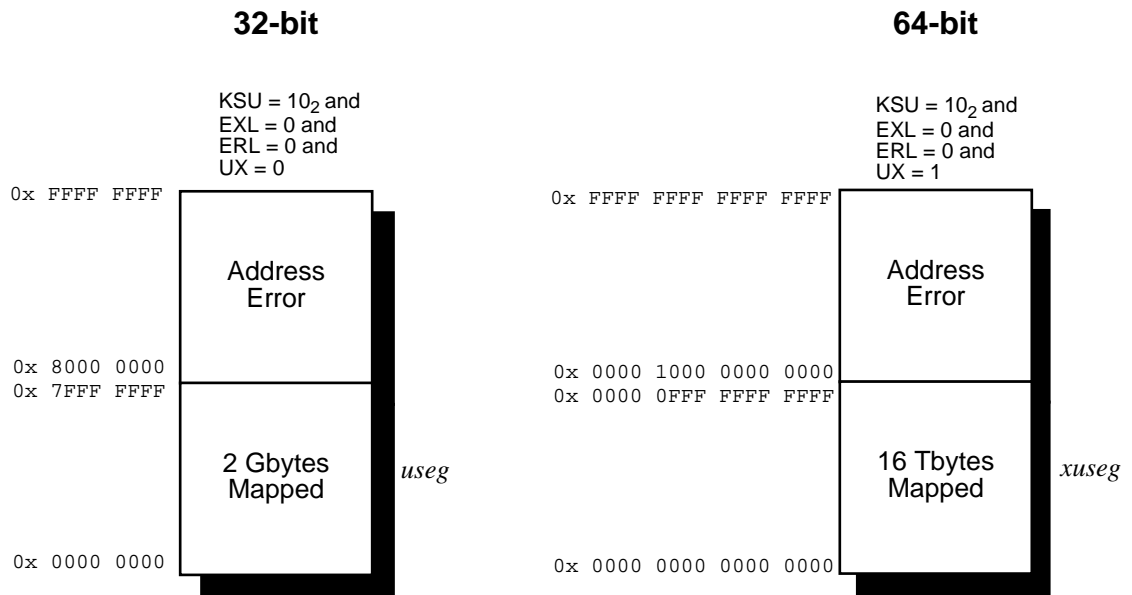 32-bit
KSU = 10₂ and
EXL = 0 and
ERL = 0 and
UX = 0
0x FFFF FFFF
Address
Error
0x 8000 0000
0x 7FFF FFFF
2 Gbytes
Mapped
useg
0x 0000 0000
64-bit
KSU = 10₂ and
EXL = 0 and
ERL = 0 and
UX = 1
0x FFFF FFFF FFFF FFFF
Address
Error
0x 0000 1000 0000 0000
0x 0000 0FFF FFFF FFFF
16 Tbytes
Mapped
xuseg
0x 0000 0000 0000 0000